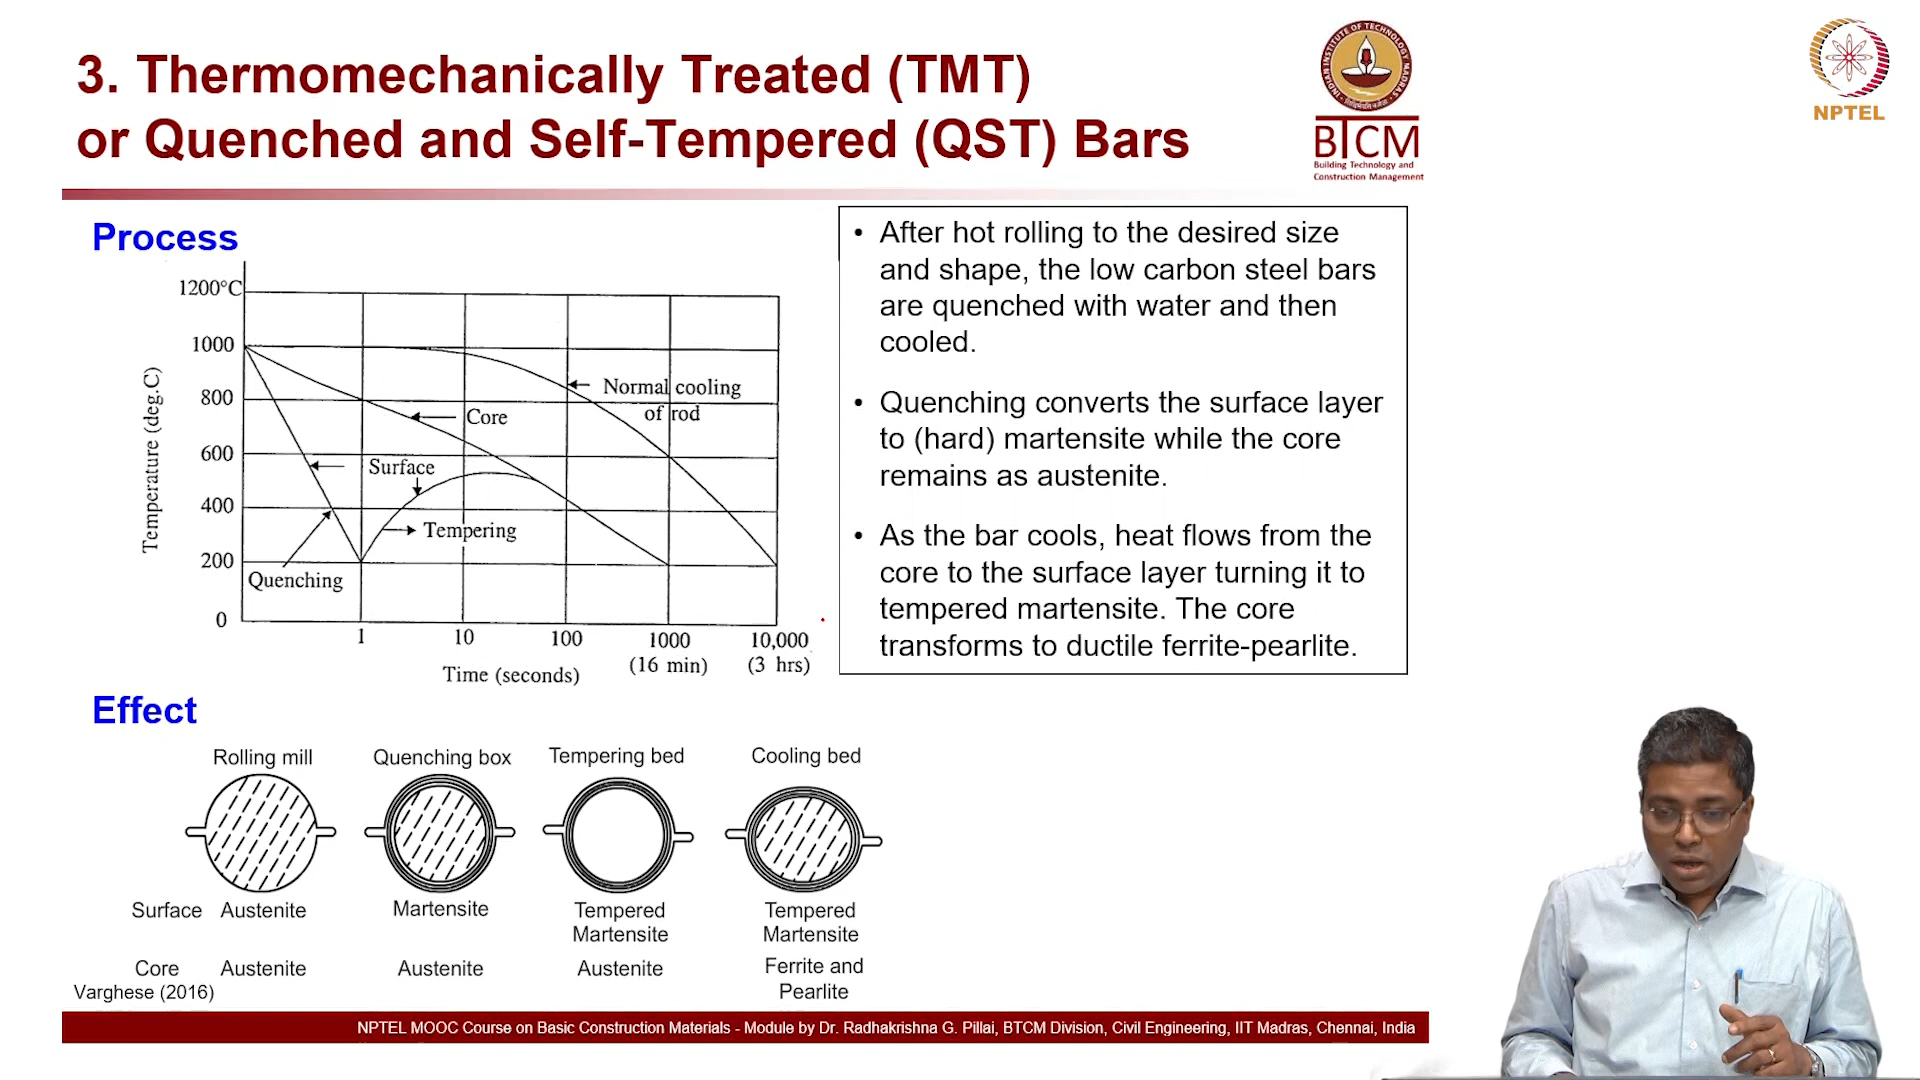 3. Thermomechanically Treated (TMT)
or Quenched and Self-Tempered (QST) Bars
BTCM
Building Technology and
Construction Management
NPTEL
Process
1200°C
1000
800
600
400
200
0
Temperature (deg.C)
Normal cooling
of rod
Core
Surface
Tempering
Quenching
1
10
100
1000
10,000
(16 min)
(3 hrs)
Time (seconds)
• After hot rolling to the desired size
and shape, the low carbon steel bars
are quenched with water and then
cooled.
• Quenching converts the surface layer
to (hard) martensite while the core
remains as austenite.
• As the bar cools, heat flows from the
core to the surface layer turning it to
tempered martensite. The core
transforms to ductile ferrite-pearlite.
Effect
Rolling mill Quenching box Tempering bed Cooling bed
Surface Austenite Martensite Tempered Tempered
Martensite Martensite
Core Austenite Austenite Austenite Ferrite and
Pearlite
Varghese (2016)
NPTEL MOOC Course on Basic Construction Materials - Module by Dr. Radhakrishna G. Pillai, BTCM Division, Civil Engineering, IIT Madras, Chennai, India